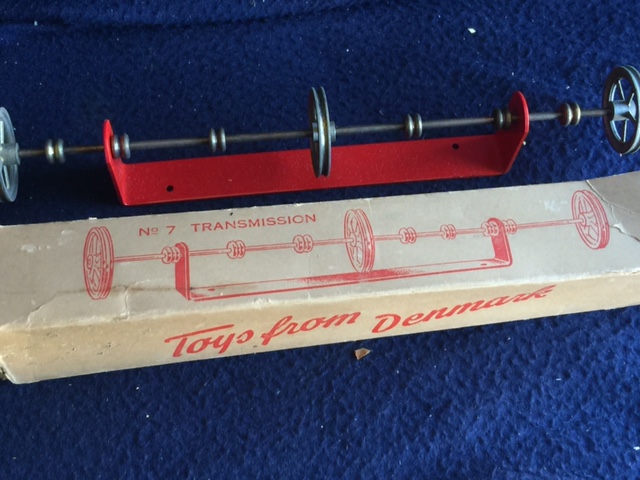 Nº 7 TRANSMISSION
Toys from Denmark